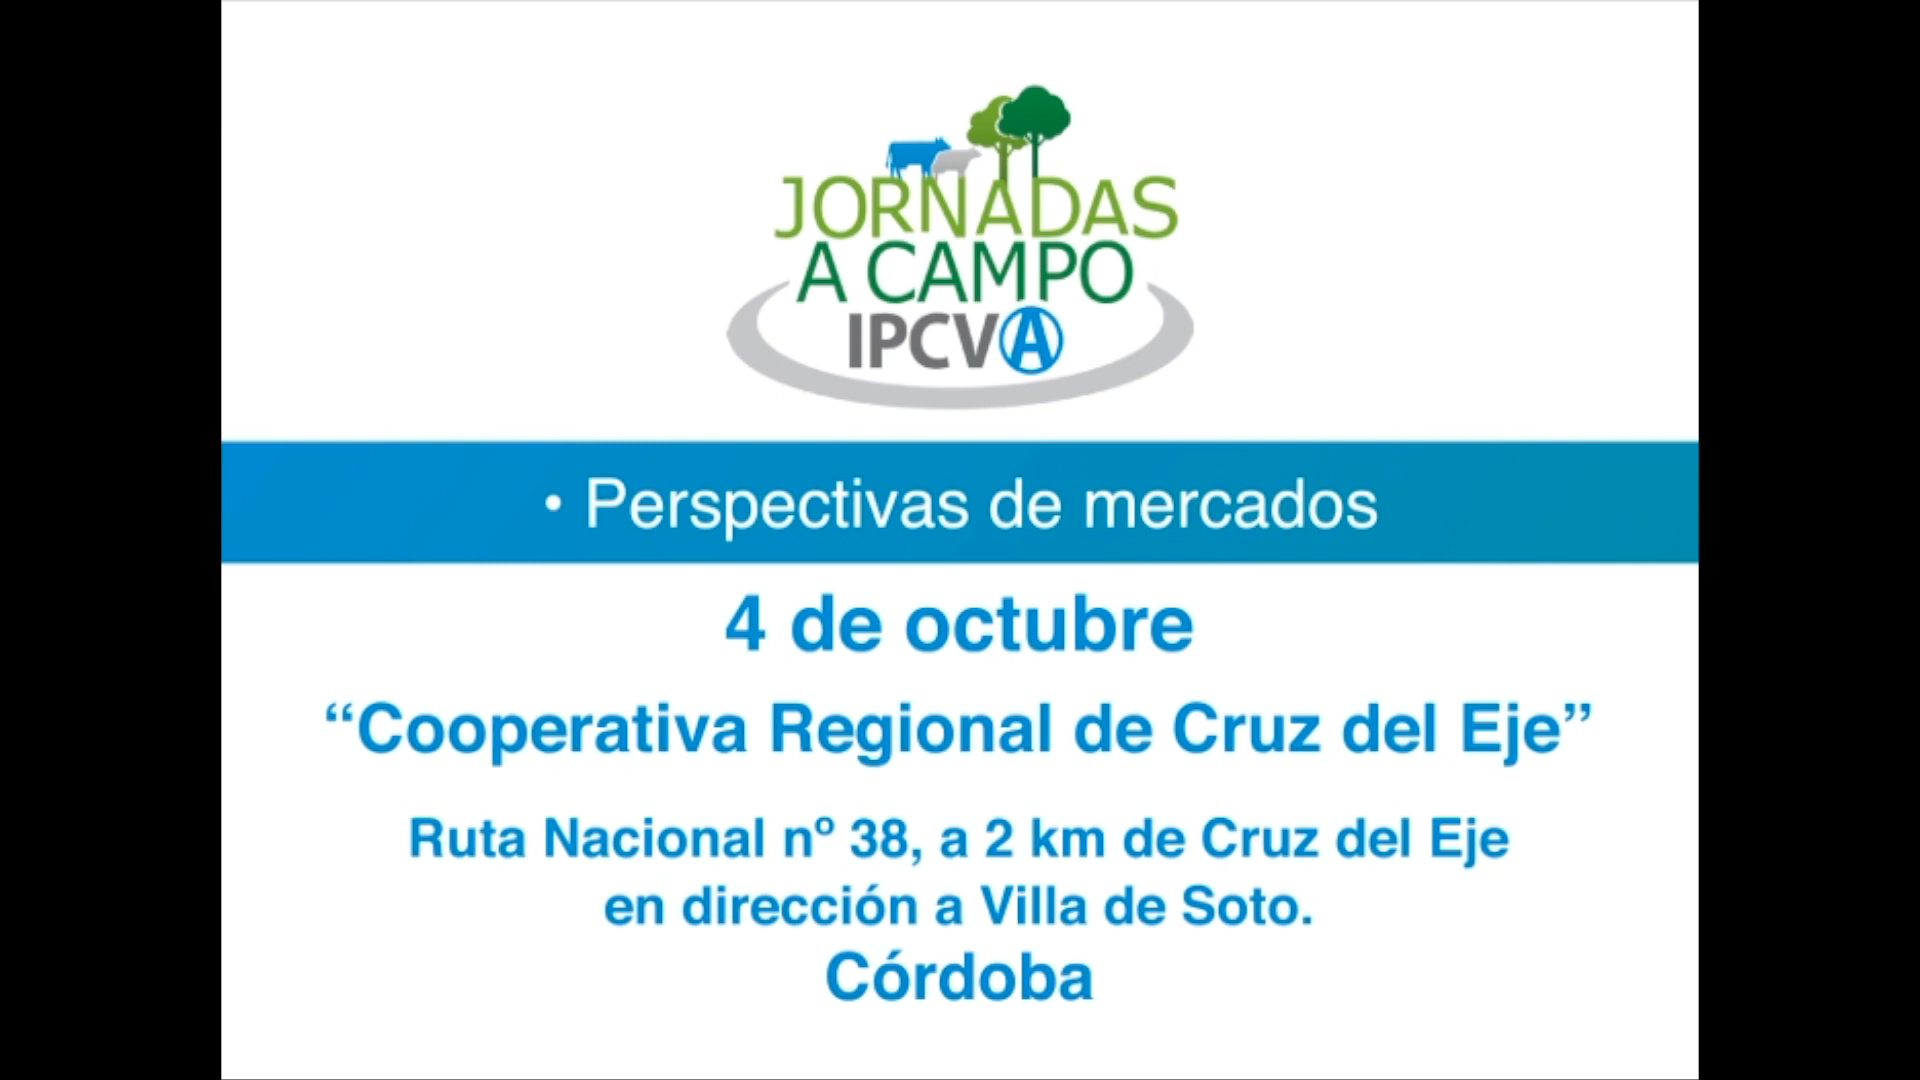 JORNADAS
A CAMPO
IPCVA
• Perspectivas de mercados
4 de octubre
“Cooperativa Regional de Cruz del Eje”
Ruta Nacional nº 38, a 2 km de Cruz del Eje
en dirección a Villa de Soto.
Córdoba